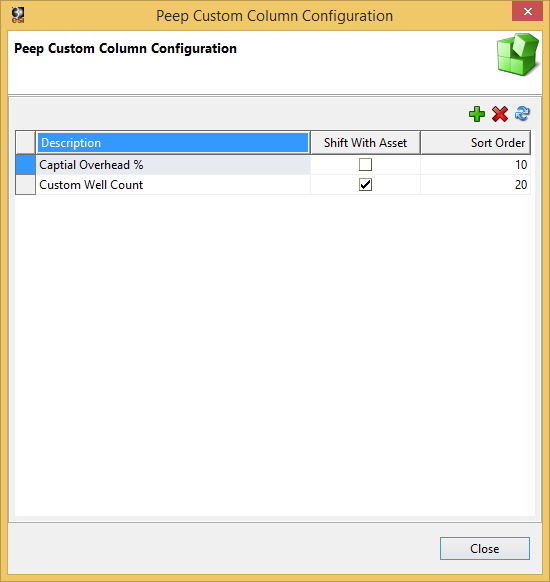 esi
Peep Custom Column Configuration
Peep Custom Column Configuration
Description Shift With Asset Sort Order
Captial Overhead % 10
Custom Well Count 20
Close